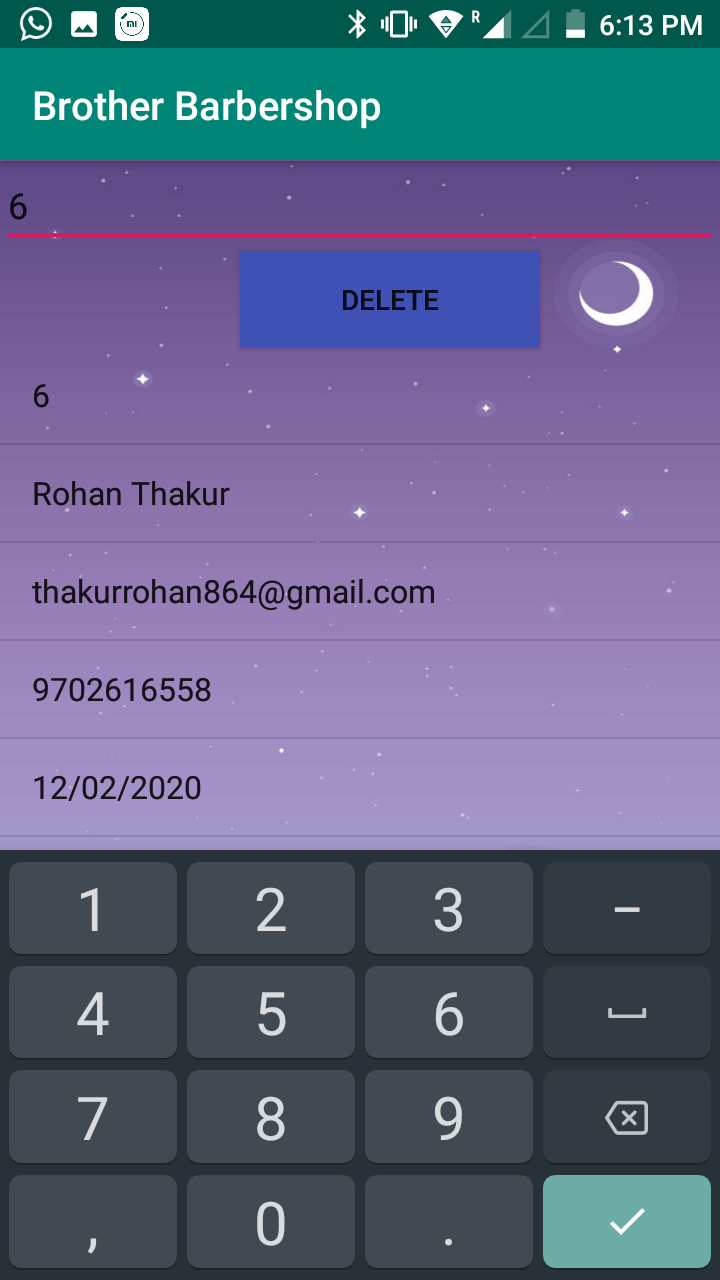 R 6:13 PM
Brother Barbershop
6
DELETE
6
Rohan Thakur
thakurrohan864@gmail.com
9702616558
12/02/2020
1 2 3 –
4 5 6
7 8 9
, 0 .